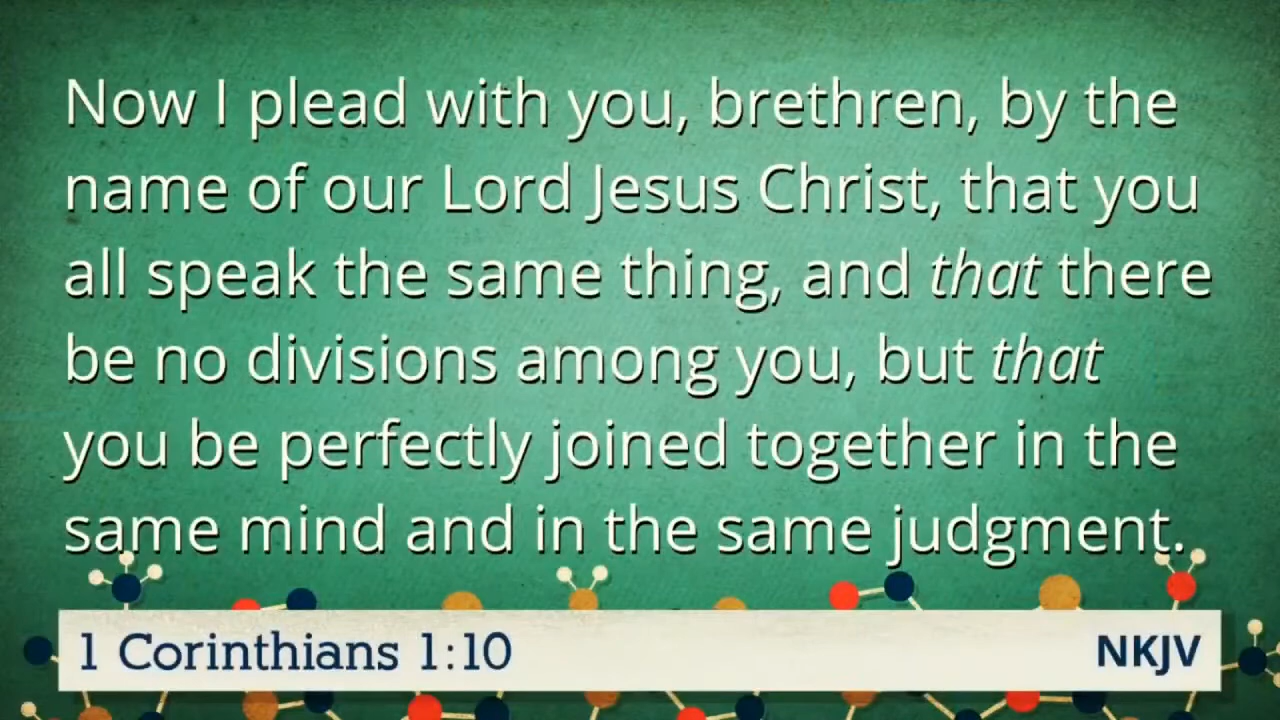 Now I plead with you, brethren, by the
name of our Lord Jesus Christ, that you
all speak the same thing, and that there
be no divisions among you, but that
you be perfectly joined together in the
same mind and in the same judgment.
1 Corinthians 1:10
NKJV